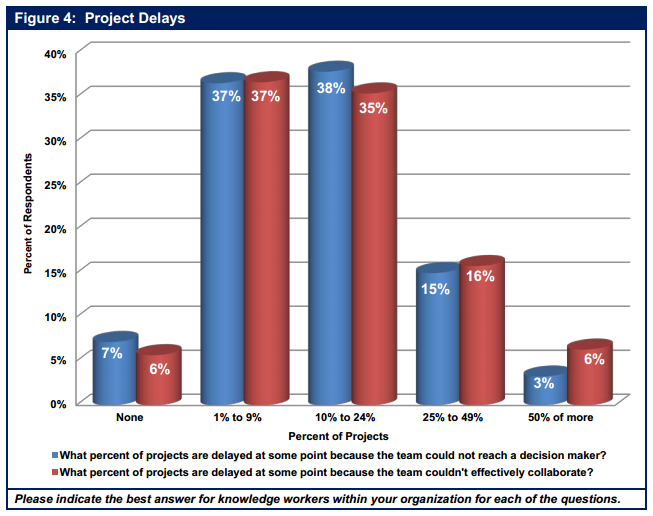 Figure 4:  Project Delays
40%
35%
30%
25%
20%
15%
10%
5%
0%
Percent of Respondents
7%
6%
37%
37%
38%
35%
15%
16%
3%
6%
None
1% to 9%
10% to 24%
25% to 49%
50% of more
Percent of Projects
What percent of projects are delayed at some point because the team could not reach a decision maker?
What percent of projects are delayed at some point because the team couldn't effectively collaborate?
Please indicate the best answer for knowledge workers within your organization for each of the questions.